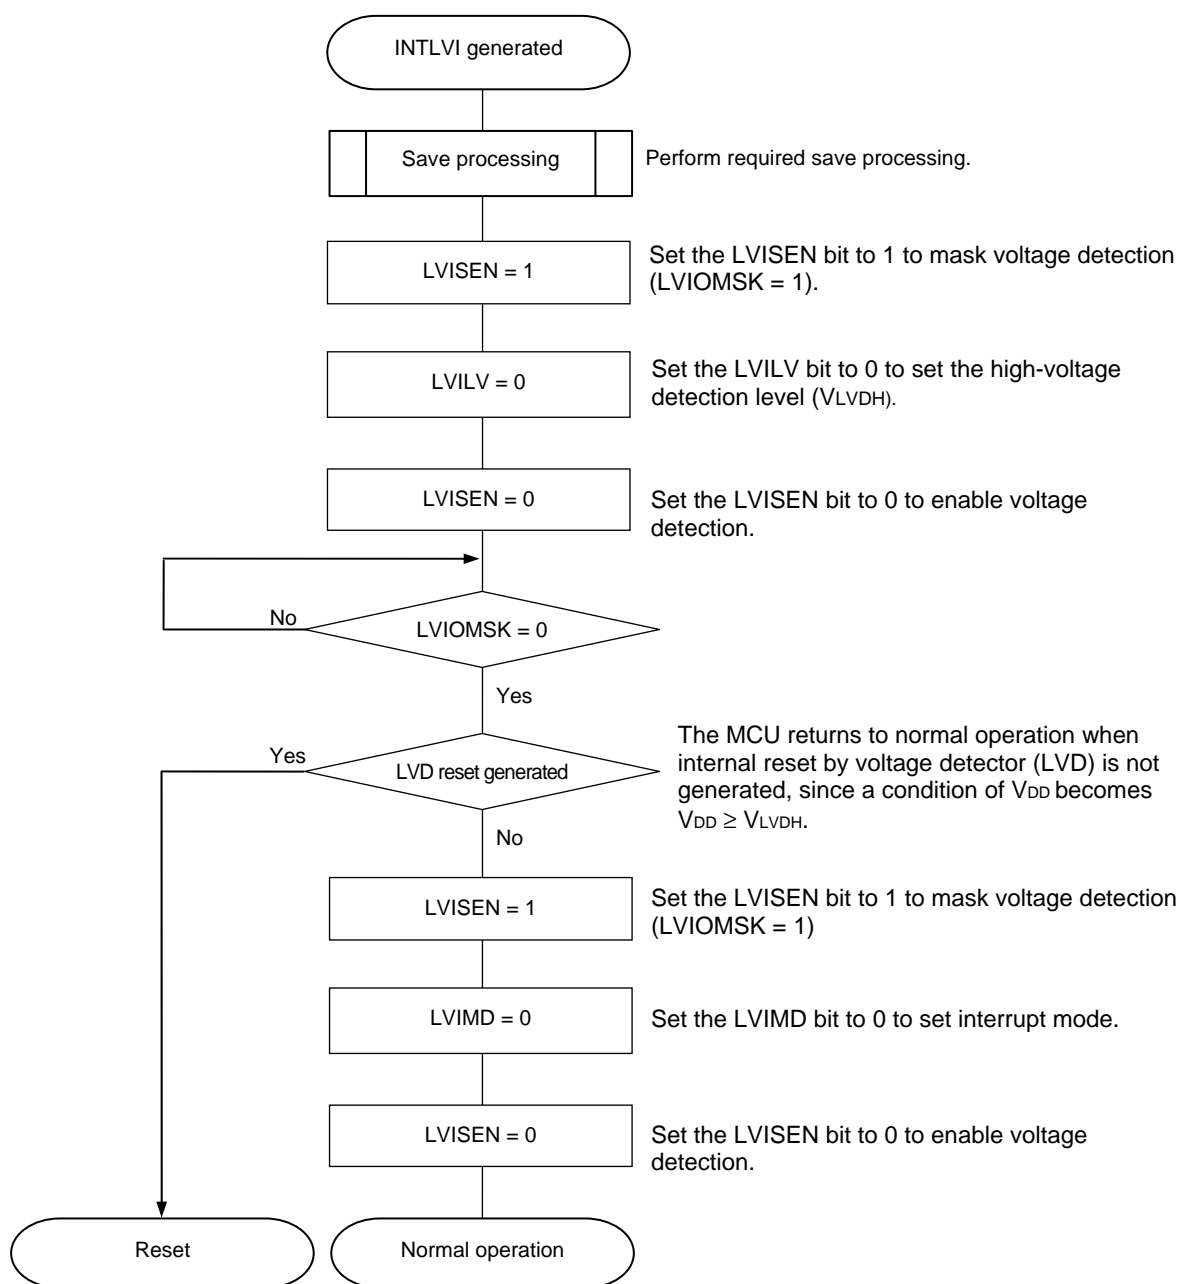 INTLVI generated
Save processing
Perform required save processing.
LVISEN = 1
Set the LVISEN bit to 1 to mask voltage detection
(LVIOMSK = 1).
LVILV = 0
Set the LVILV bit to 0 to set the high-voltage
detection level (VLVDH).
LVISEN = 0
Set the LVISEN bit to 0 to enable voltage
detection.
No
LVIOMSK = 0
Yes
Yes
LVD reset generated
The MCU returns to normal operation when
internal reset by voltage detector (LVD) is not
generated, since a condition of VDD becomes
VDD ≥ VLVDH.
No
LVISEN = 1
Set the LVISEN bit to 1 to mask voltage detection
(LVIOMSK = 1)
LVIMD = 0
Set the LVIMD bit to 0 to set interrupt mode.
LVISEN = 0
Set the LVISEN bit to 0 to enable voltage
detection.
Reset
Normal operation